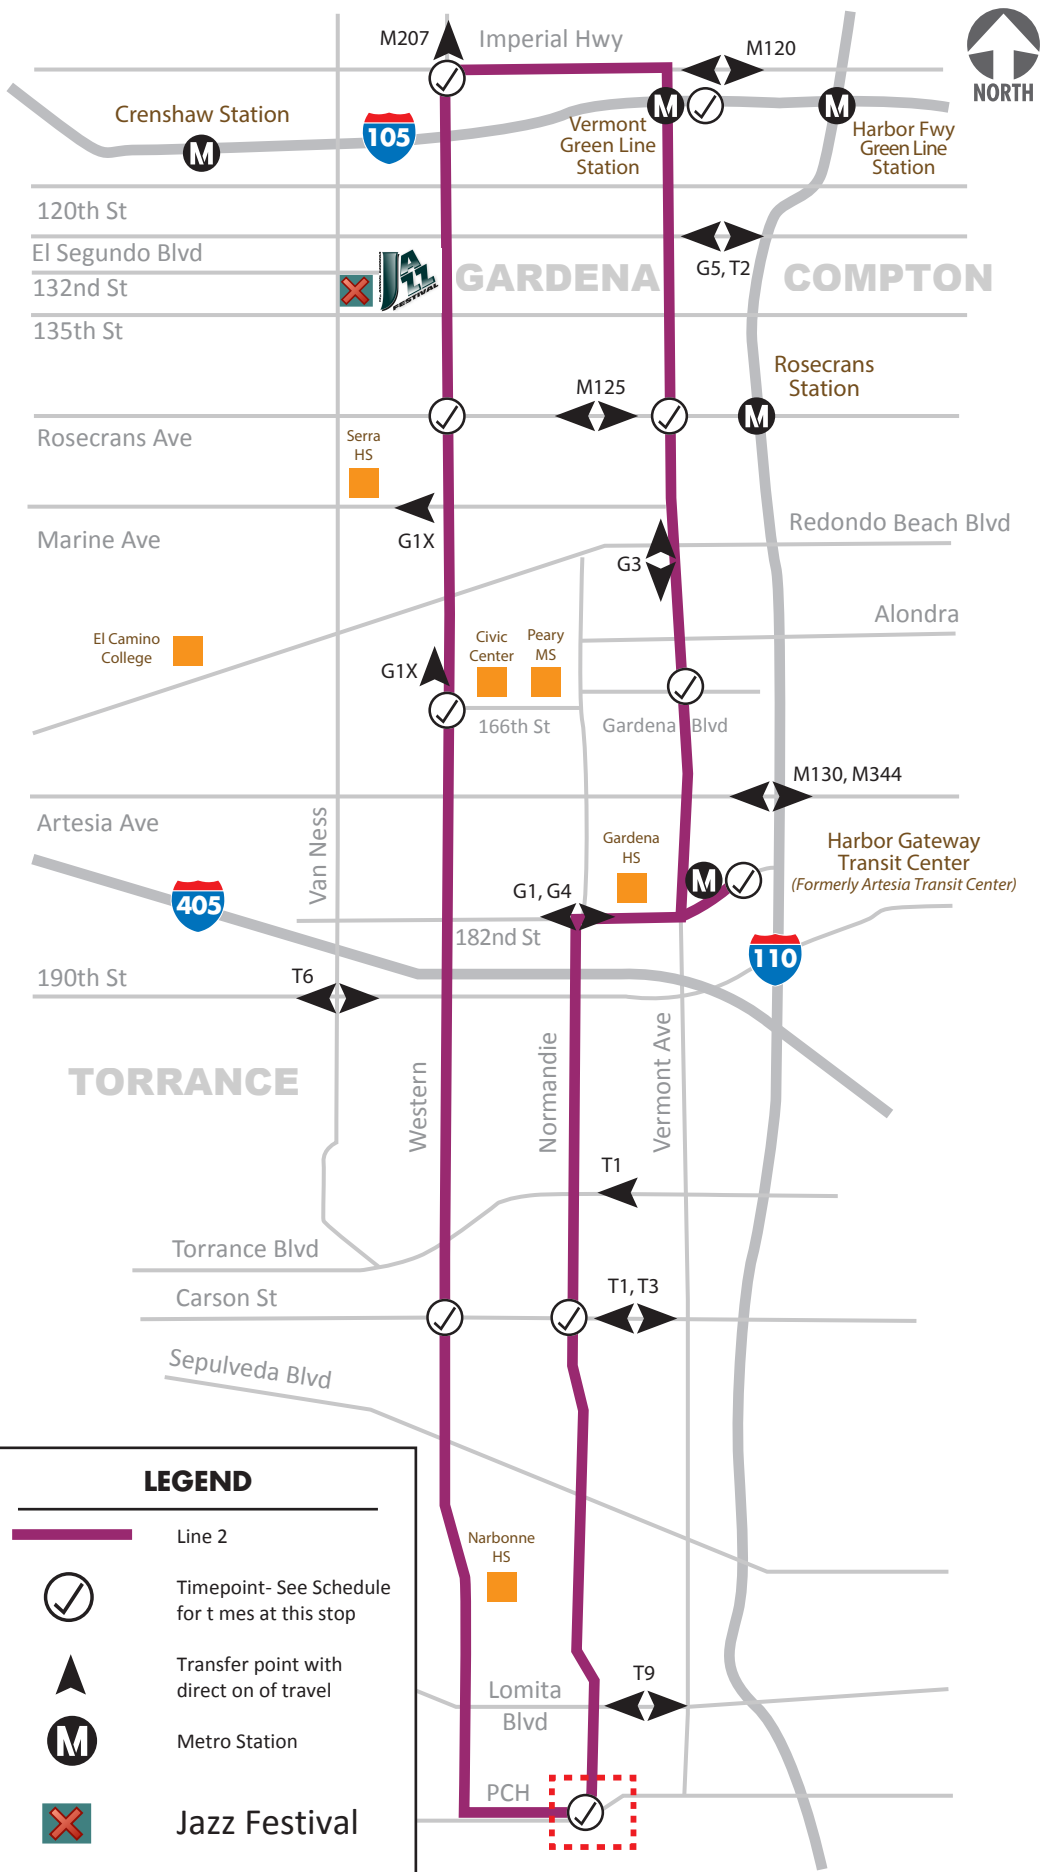 M207
Imperial Hwy
M120
NORTH
Crenshaw Station
M
105
Vermont
Green Line
Station
M
M
Harbor Fwy
Green Line
Station
120th St
El Segundo Blvd
G5, T2
132nd St
JAZZ
FESTIVAL
GARDENA
COMPTON
135th St
Rosecrans
Station
M125
M
Rosecrans Ave
Serra
HS
Marine Ave
G1X
Redondo Beach Blvd
G3
Alondra
El Camino
College
Civic
Center
Peary
MS
G1X
166th St
Gardena Blvd
M130, M344
Artesia Ave
Van Ness
Gardena
HS
Harbor Gateway
Transit Center
(Formerly Artesia Transit Center)
M
405
G1, G4
182nd St
110
190th St
T6
TORRANCE
Western
Normandie
Vermont Ave
T1
Torrance Blvd
Carson St
T1, T3
Sepulveda Blvd
LEGEND
Line 2
Timepoint- See Schedule
for t mes at this stop
Transfer point with
direct on of travel
M
Metro Station
Jazz Festival
Narbonne
HS
Lomita
Blvd
T9
PCH